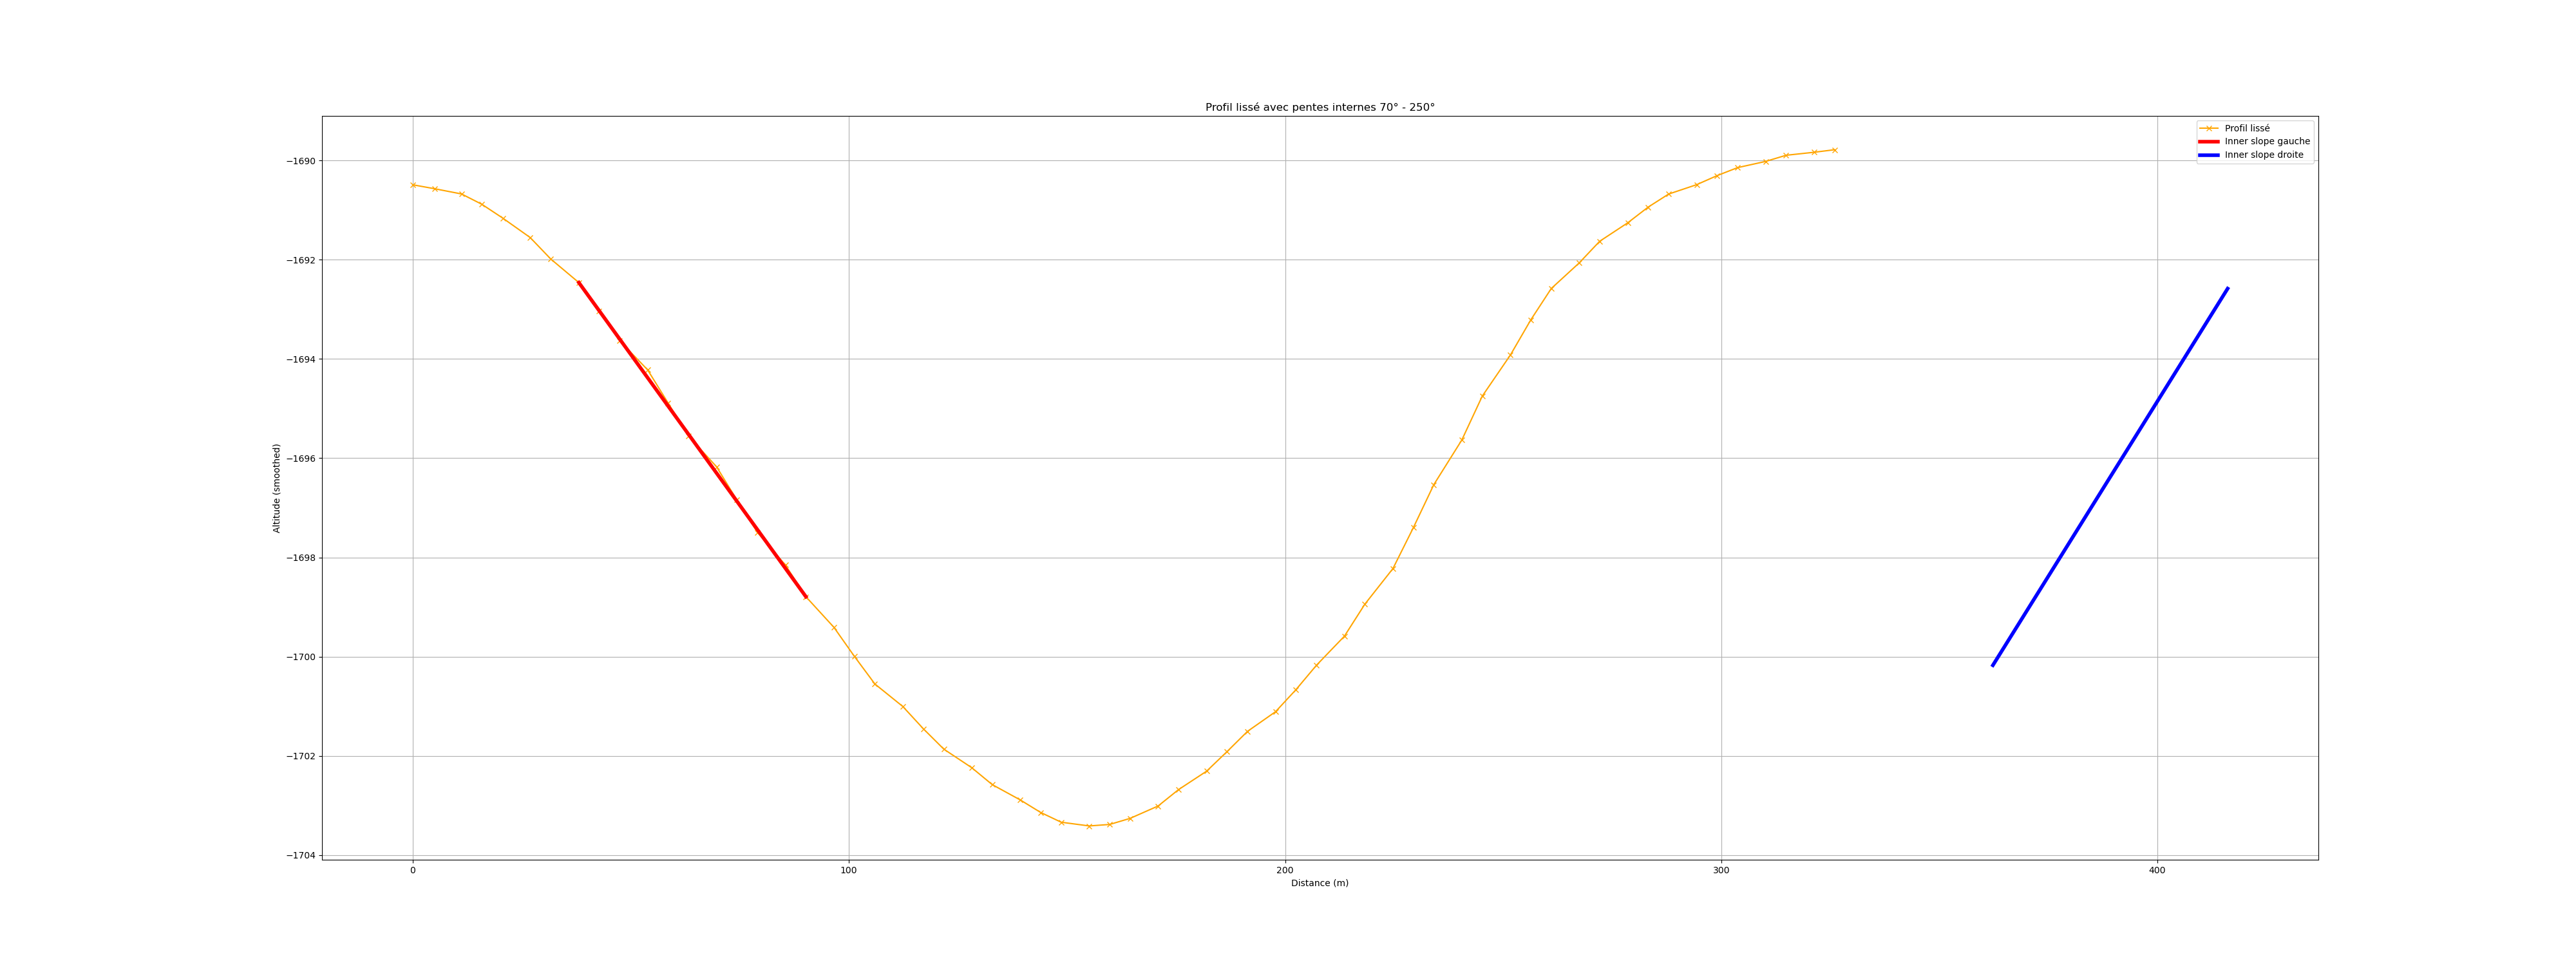 Profil lissé avec pentes internes 70° - 250°
Profil lissé
Inner slope gauche
Inner slope droite
Altitude (smoothed)
−1690
−1692
−1694
−1696
−1698
−1700
−1702
−1704
0 100 200 300 400
Distance (m)